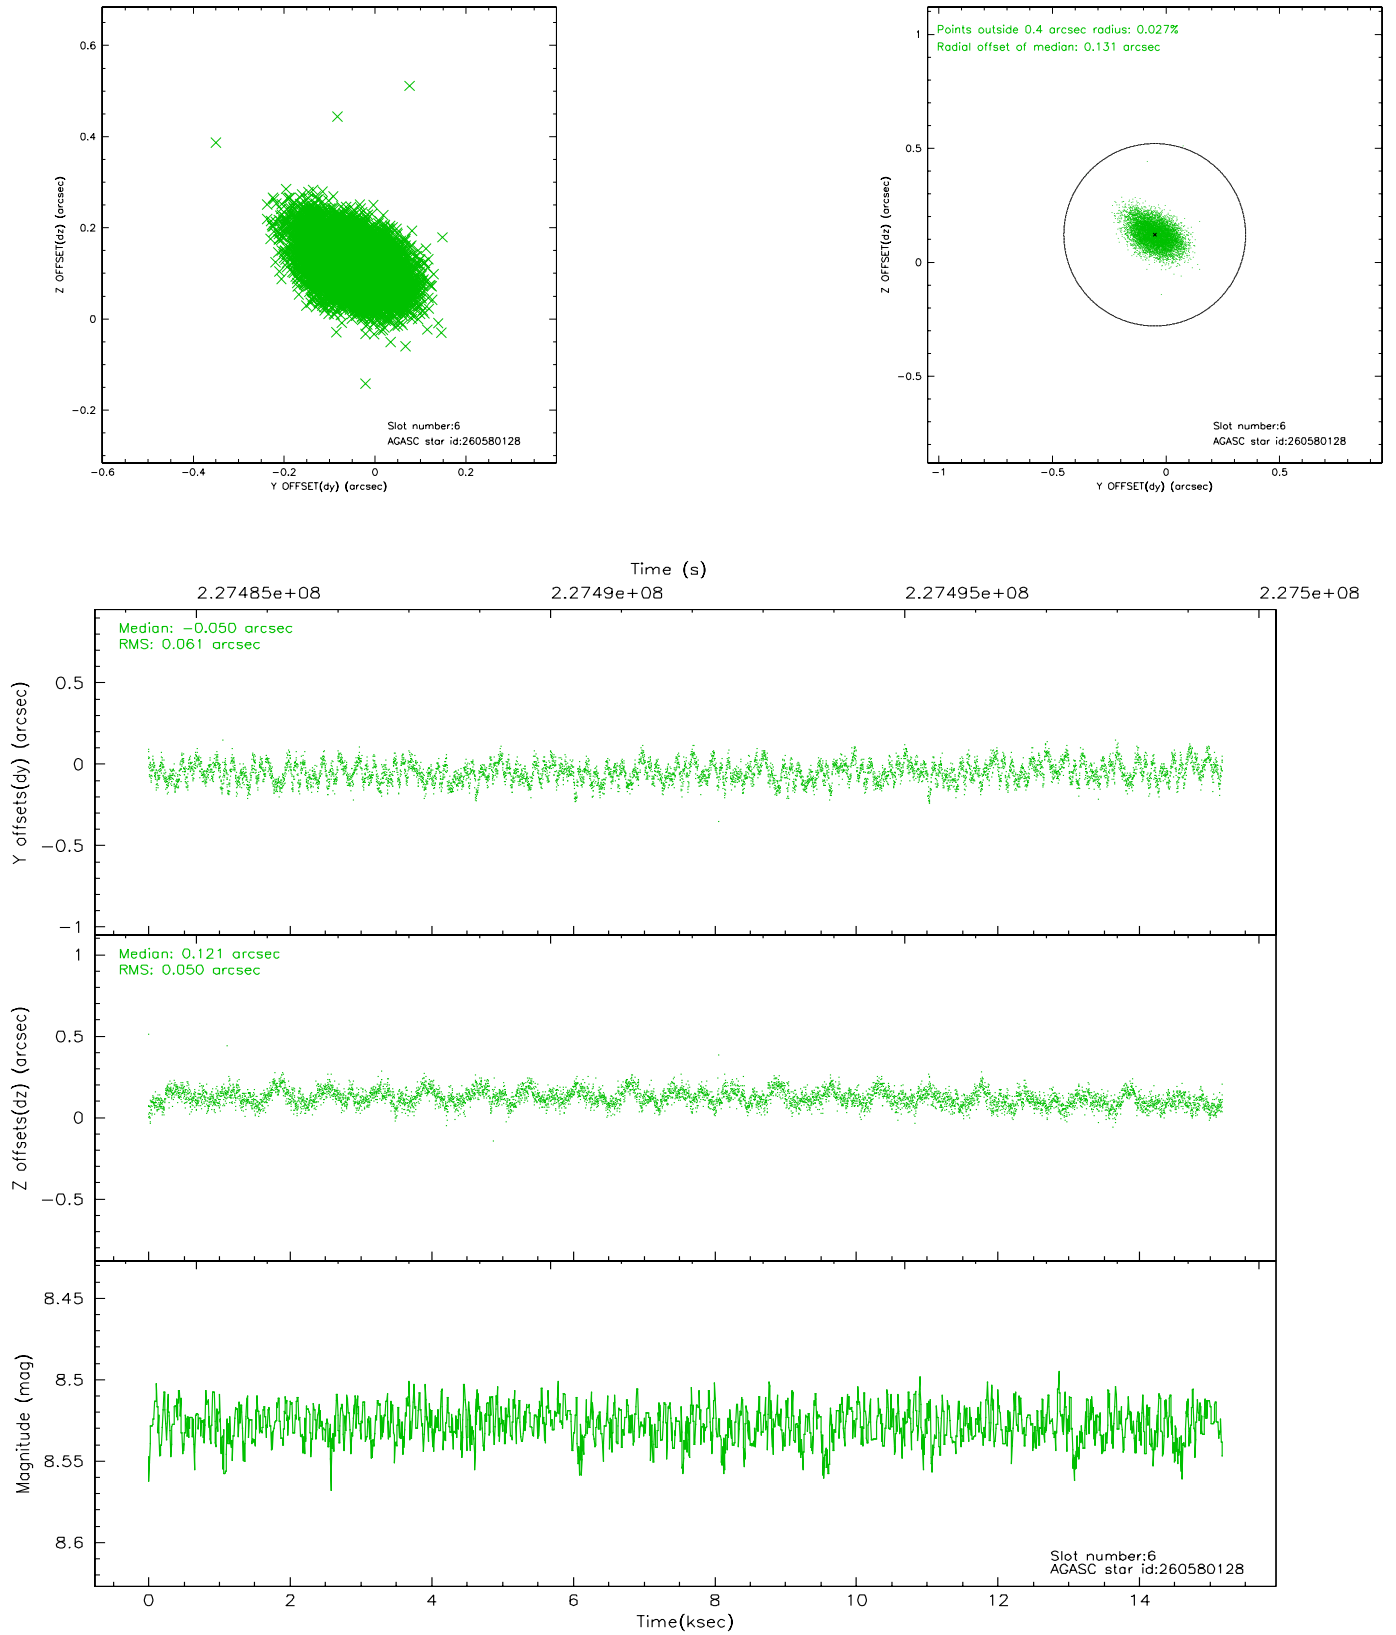 0.6
0.4
0.2
0
−0.2
Z OFFSET(dz) (arcsec)
Slot number:6
AGASC star id:260580128
−0.6 −0.4 −0.2 0 0.2
Y OFFSET(dy) (arcsec)
Points outside 0.4 arcsec radius: 0.027%
Radial offset of median: 0.131 arcsec
1
0.5
0
−0.5
Z OFFSET(dz) (arcsec)
Slot number:6
AGASC star id:260580128
−1 −0.5 0 0.5
Y OFFSET(dy) (arcsec)
Time (s)
2.27485e+08 2.2749e+08 2.27495e+08 2.275e+08
Median: −0.050 arcsec
RMS: 0.061 arcsec
0.5
0
−0.5
−1
Y offsets(dy) (arcsec)
Median: 0.121 arcsec
RMS: 0.050 arcsec
1
0.5
0
−0.5
Z offsets(dz) (arcsec)
8.45
8.5
8.55
8.6
Magnitude (mag)
Slot number:6
AGASC star id:260580128
0 2 4 6 8 10 12 14
Time(ksec)